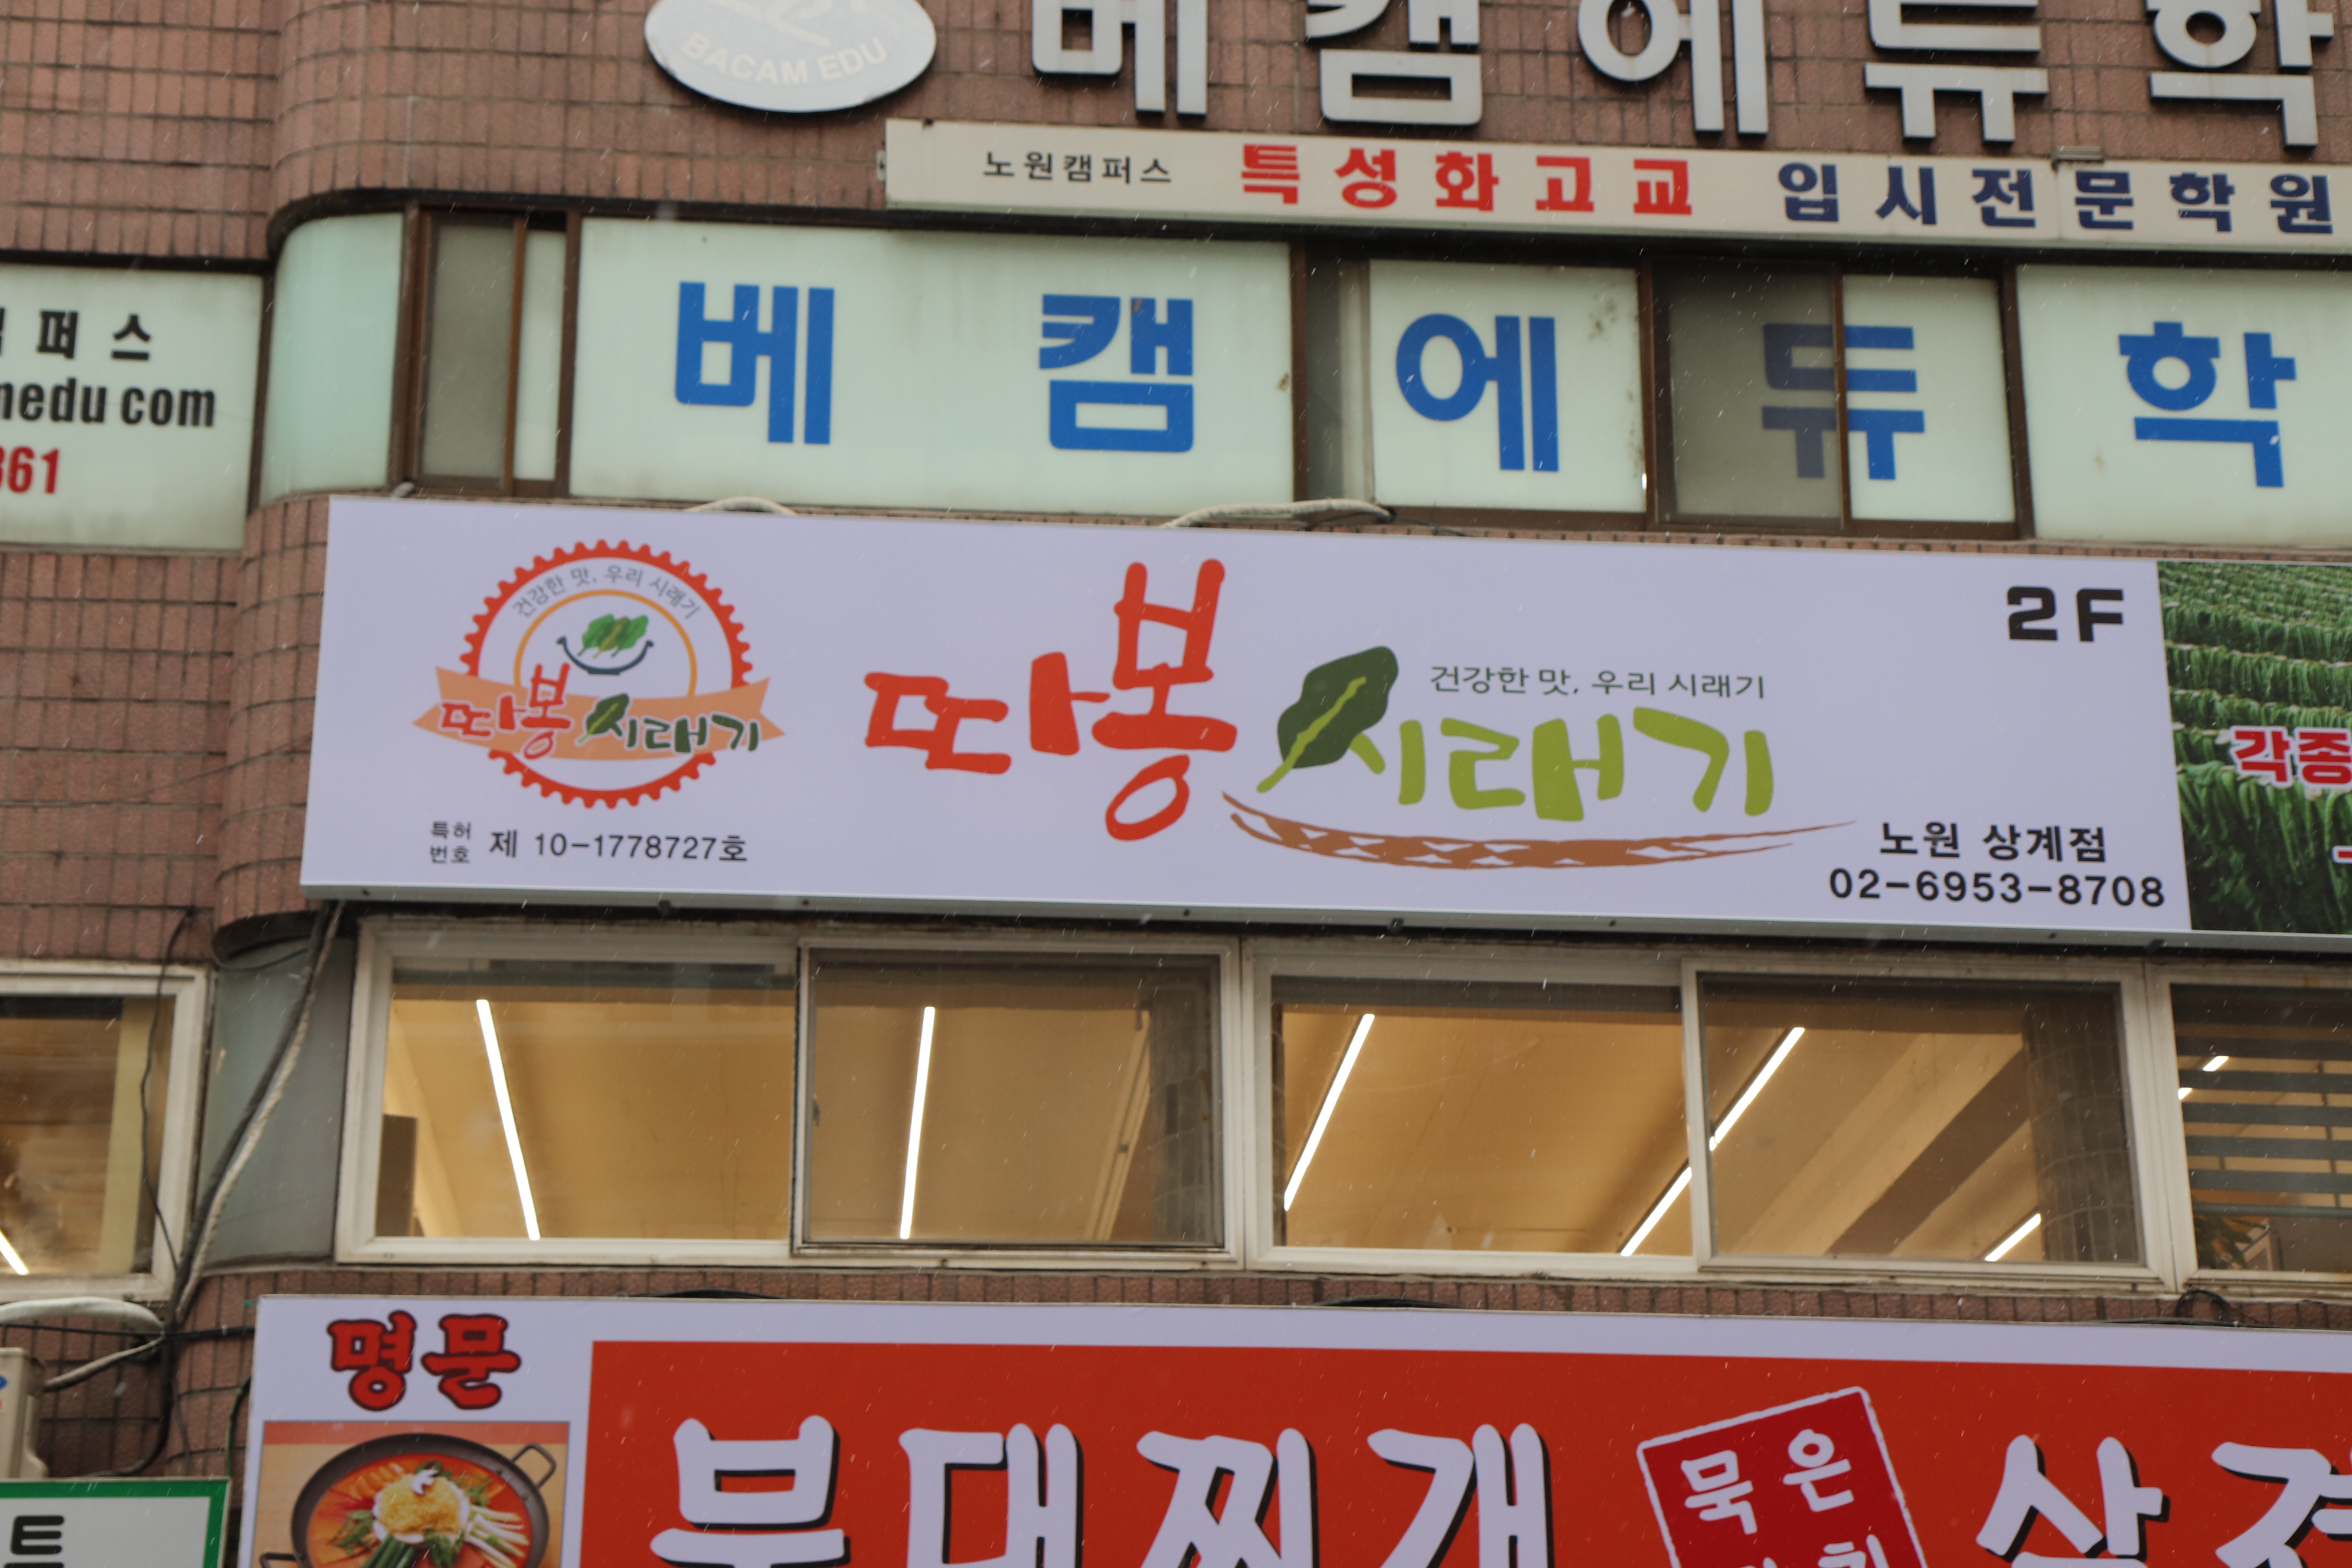 BACAM EDU
베캠에듀학
노원캠퍼스 특성화고교 입시전문학원
퍼스
medu com
361
베캠에듀학
건강한 맛, 우리 시래기
따봉 시래기
특허번호 제 10-1778727호
따봉 시래기
건강한 맛, 우리 시래기
2F
노원 상계점
02-6953-8708
각종
명문
부대찌개
묵은
삼겹
트